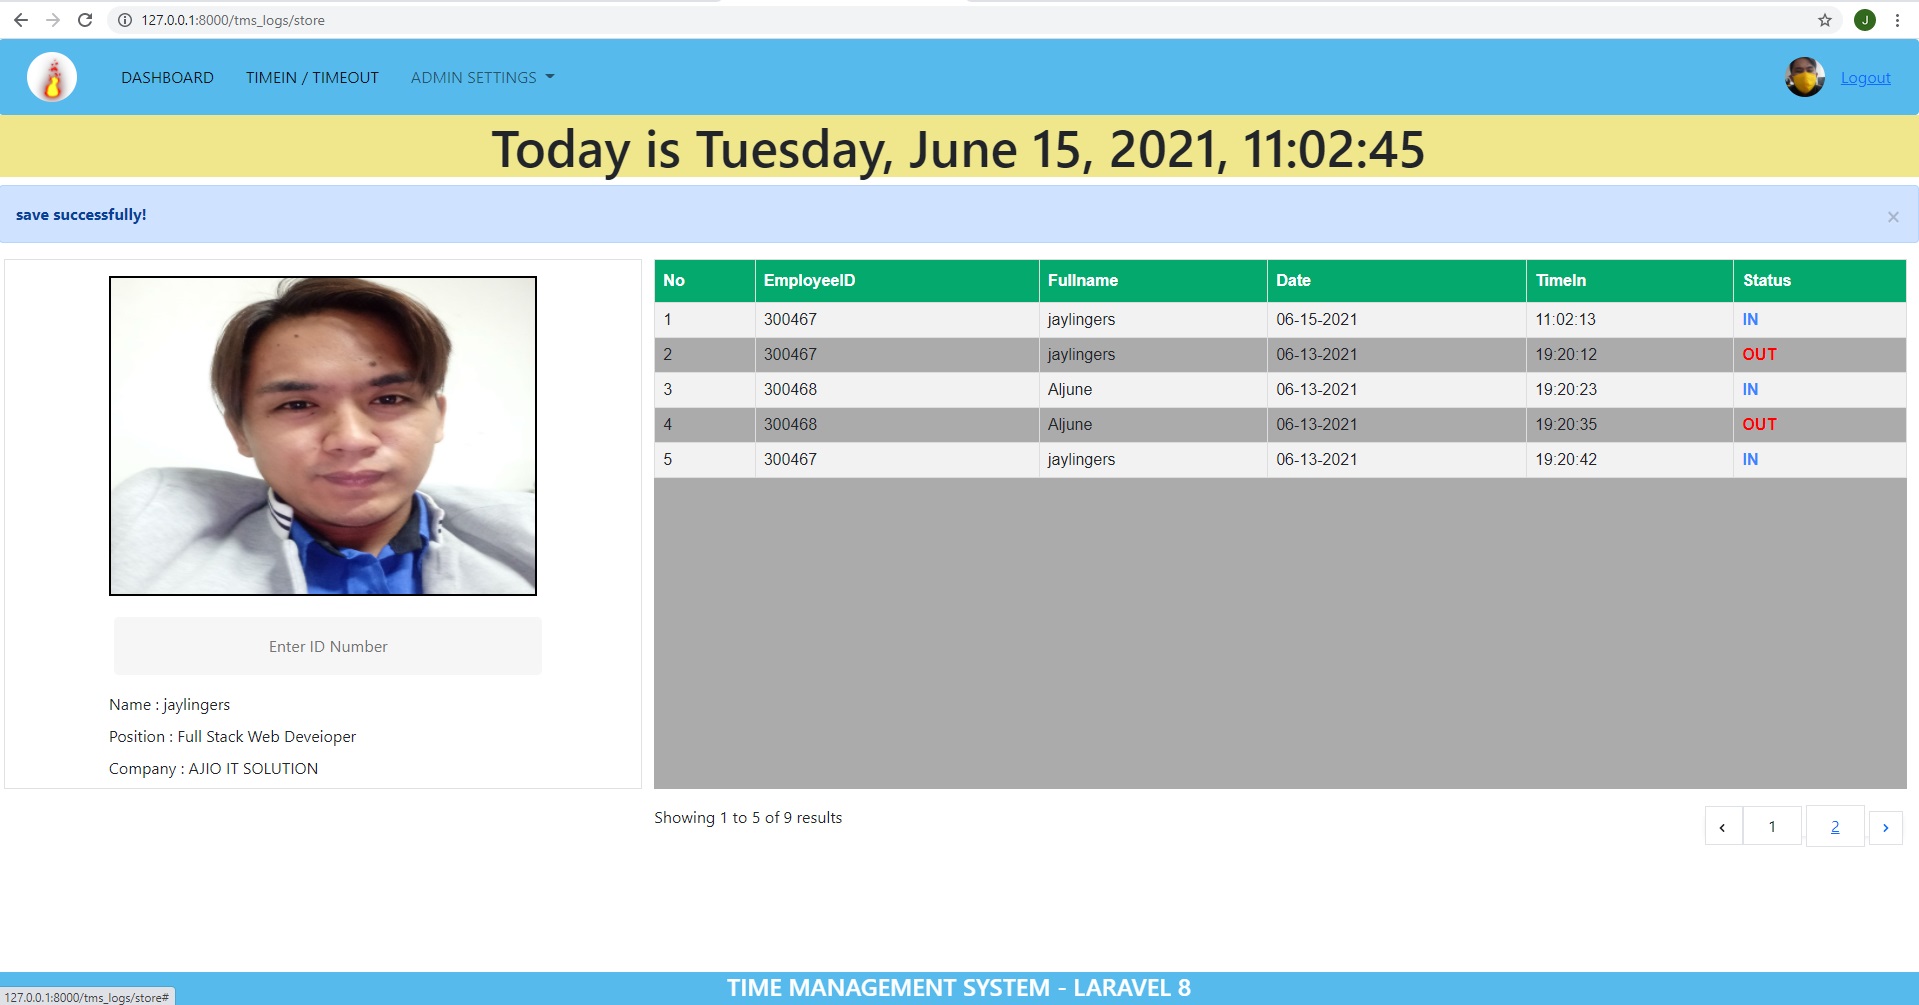 127.0.0.1:8000/tms_logs/store
J
DASHBOARD TIMEIN / TIMEOUT ADMIN SETTINGS Logout
Today is Tuesday, June 15, 2021, 11:02:45
save successfully! ×
No EmployeeID Fullname Date TimeIn Status
1 300467 jaylingers 06-15-2021 11:02:13 IN
2 300467 jaylingers 06-13-2021 19:20:12 OUT
3 300468 Aljune 06-13-2021 19:20:23 IN
4 300468 Aljune 06-13-2021 19:20:35 OUT
5 300467 jaylingers 06-13-2021 19:20:42 IN
Enter ID Number
Name : jaylingers
Position : Full Stack Web Deveioper
Company : AJIO IT SOLUTION
Showing 1 to 5 of 9 results ‹ 1 2 ›
TIME MANAGEMENT SYSTEM - LARAVEL 8
127.0.0.1:8000/tms_logs/store#